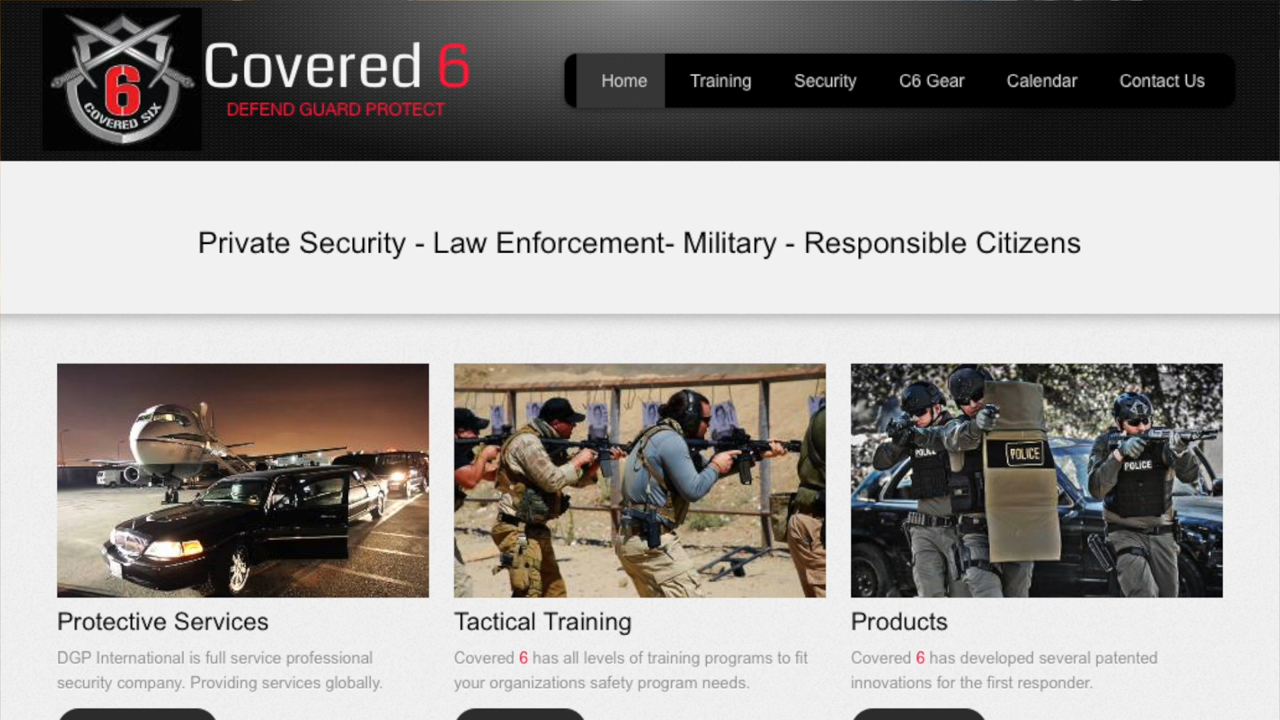 6
COVERED SIX
Covered 6
DEFEND GUARD PROTECT
Home
Training
Security
C6 Gear
Calendar
Contact Us
Private Security - Law Enforcement- Military - Responsible Citizens
POLICE
POLICE
POLICE
Protective Services
DGP International is full service professional
security company. Providing services globally.
Tactical Training
Covered 6 has all levels of training programs to fit
your organizations safety program needs.
Products
Covered 6 has developed several patented
innovations for the first responder.